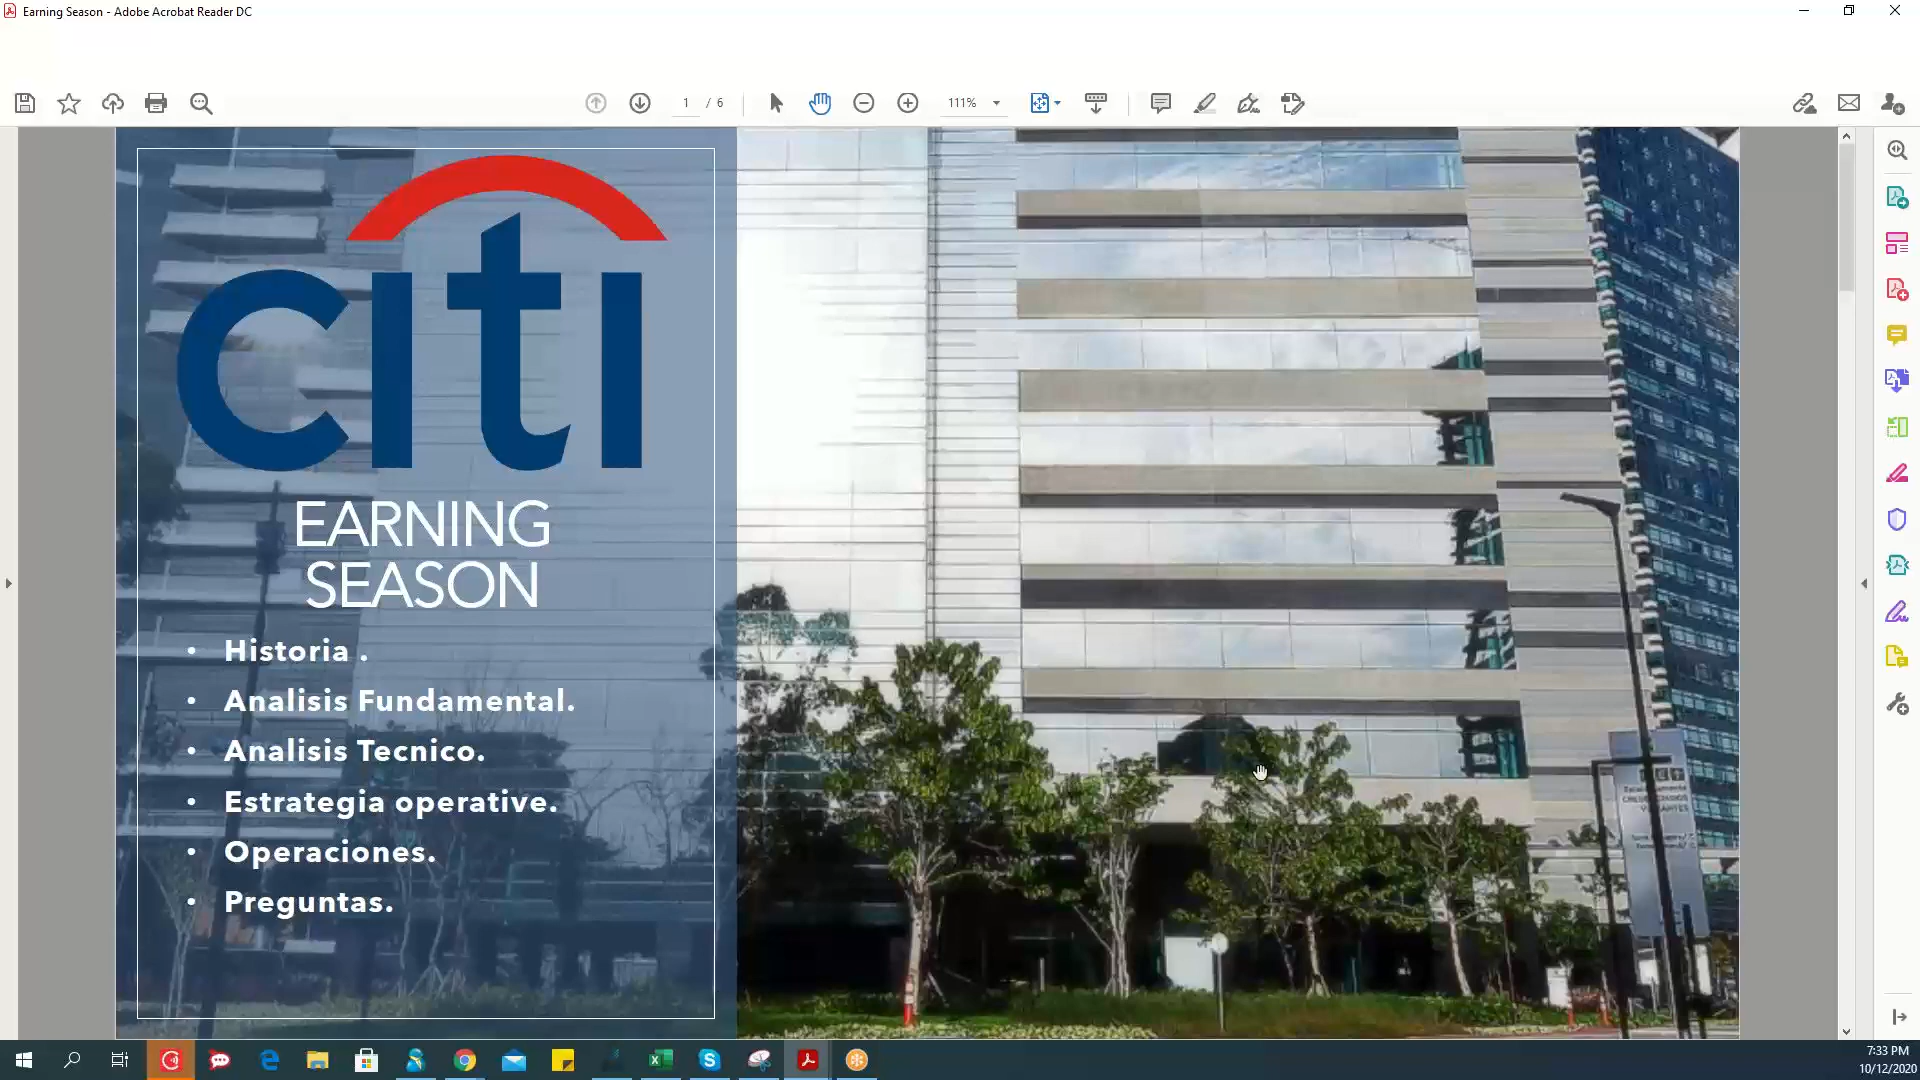 Earning Season - Adobe Acrobat Reader DC
1 / 6
111%
citi
EARNING
SEASON
• Historia .
• Analisis Fundamental.
• Analisis Tecnico.
• Estrategia operative.
• Operaciones.
• Preguntas.
7:33 PM
10/12/2020